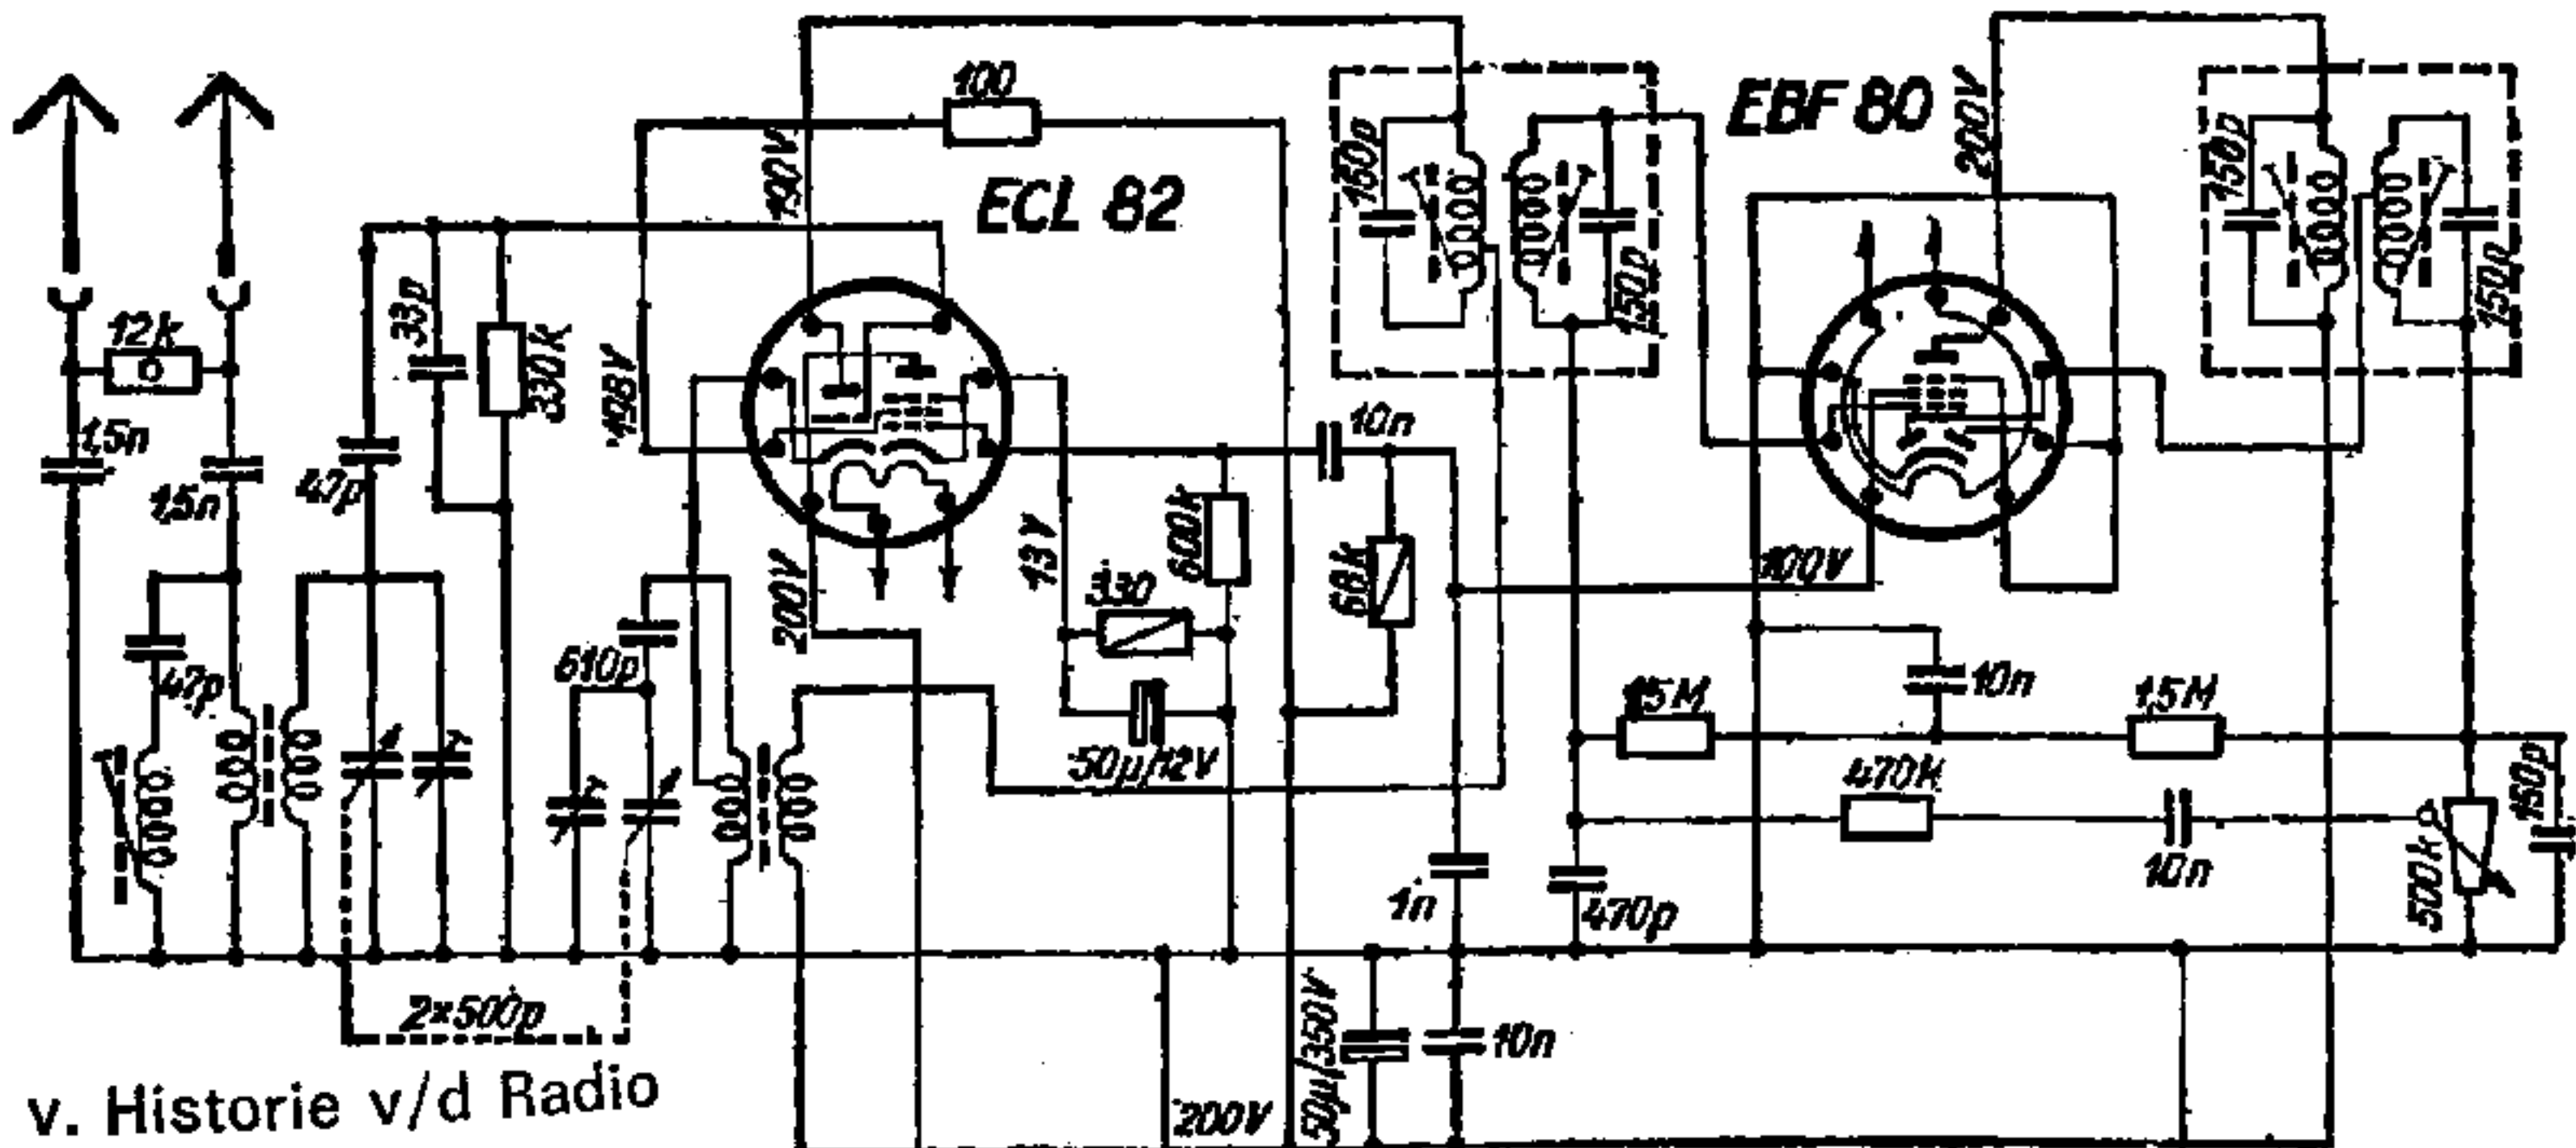 100
EBF 80
190V
200V
150p
150p
ECL 82
33p
150p
150p
12k
330k
198V
1,5n
10n
47p
1,5n
600k
13V
68k
100V
200V
330
47p
510p
10n
1,5M
1,5M
50µ/12V
470k
150p
10n
500k
1n
470p
2×500p
50µ/350V
10n
v. Historie v/d Radio
200V